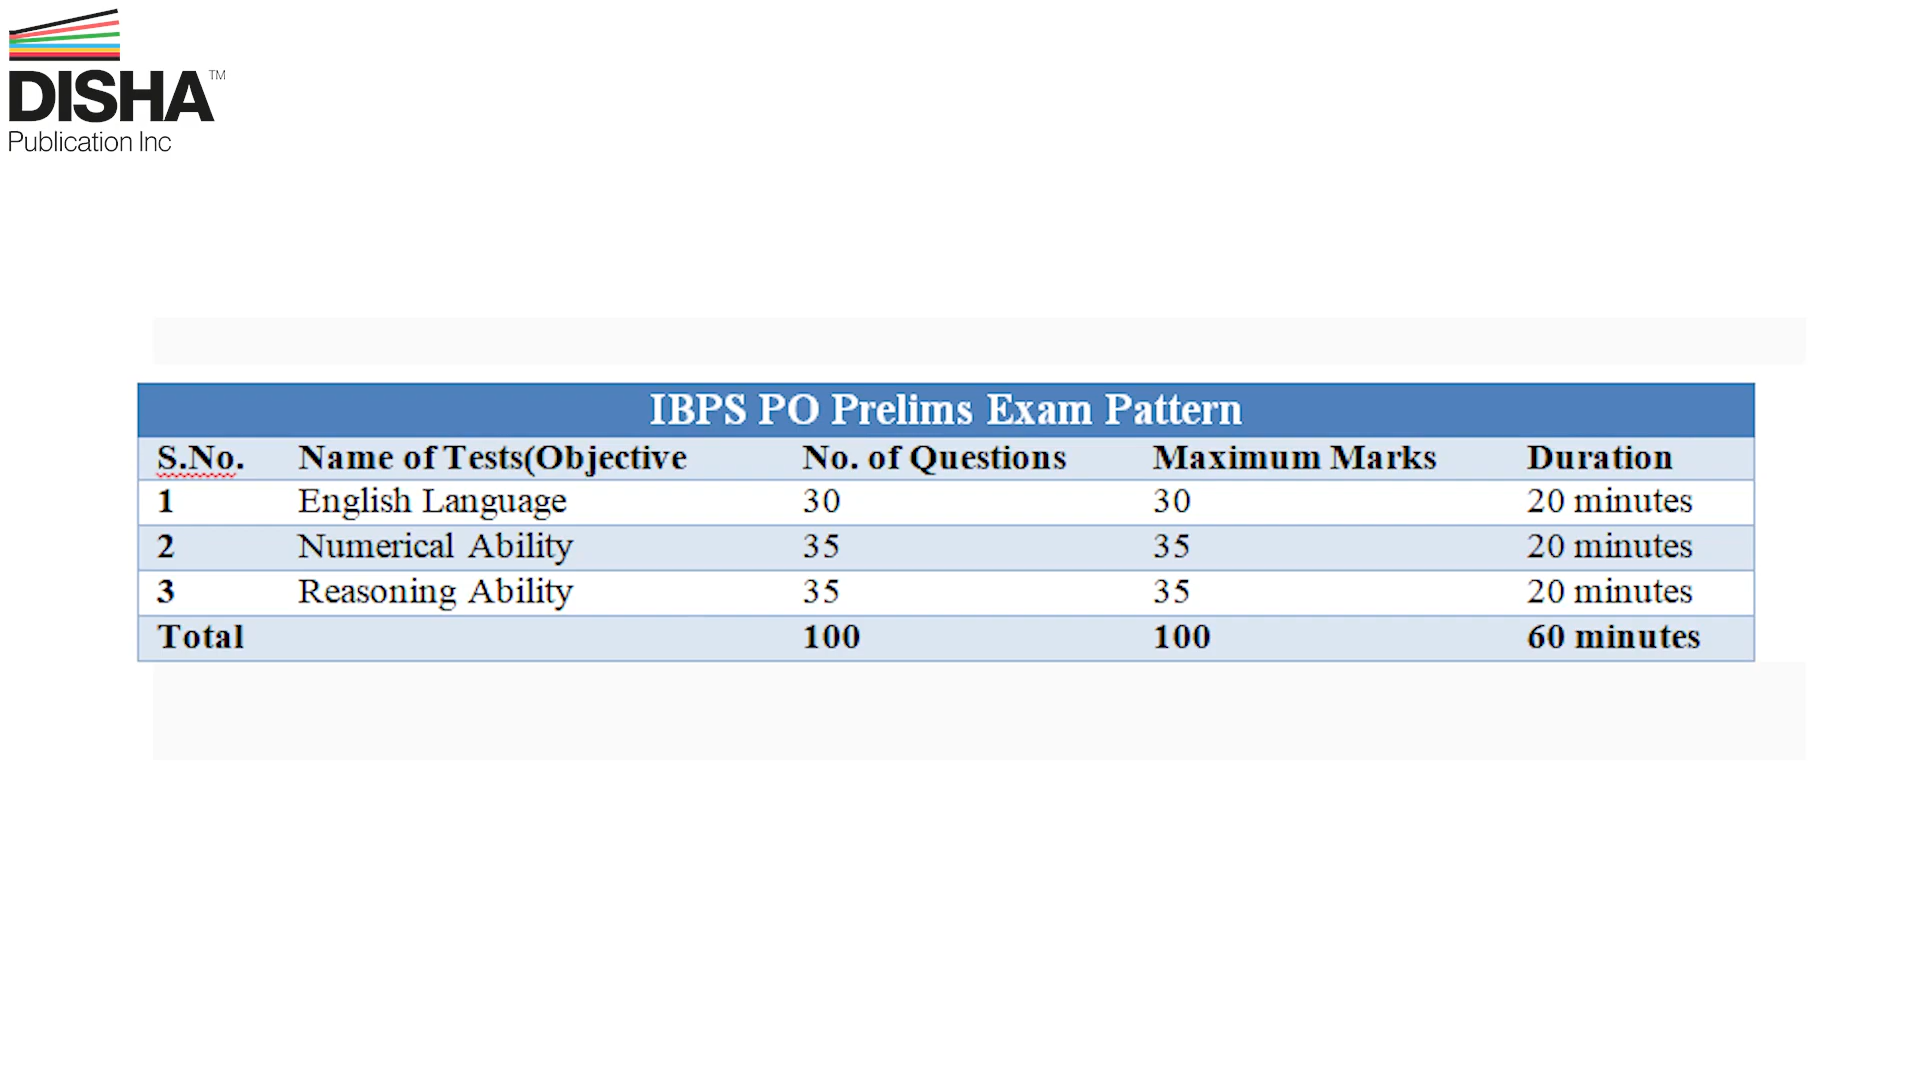 DISHA™
Publication Inc
IBPS PO Prelims Exam Pattern
S.No. Name of Tests(Objective No. of Questions Maximum Marks Duration
1 English Language 30 30 20 minutes
2 Numerical Ability 35 35 20 minutes
3 Reasoning Ability 35 35 20 minutes
Total 100 100 60 minutes